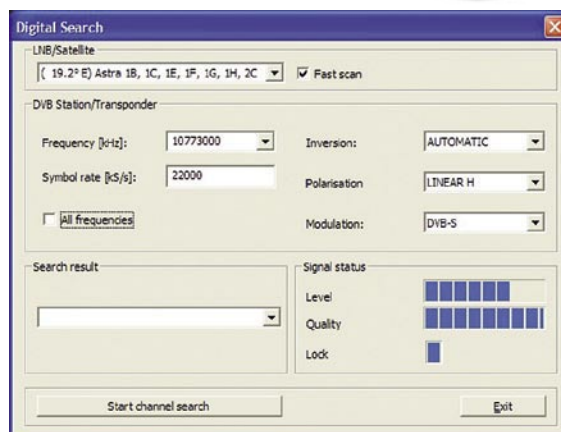 Digital Search
LNB/Satellite
( 19.2° E) Astra 1B, 1C, 1E, 1F, 1G, 1H, 2C
Fast scan
DVB Station/Transponder
Frequency [kHz]: 10773000
Inversion: AUTOMATIC
Symbol rate [kS/s]: 22000
Polarisation LINEAR H
All frequencies
Modulation: DVB-S
Search result
Signal status
Level
Quality
Lock
Start channel search
Exit